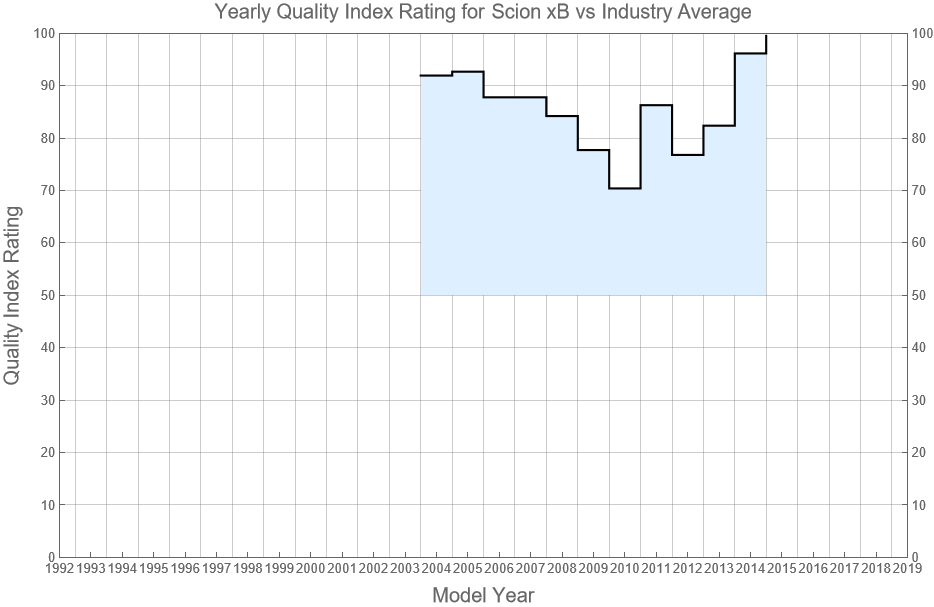 Yearly Quality Index Rating for Scion xB vs Industry Average
100 100
90 90
80 80
70 70
60 60
50 50
40 40
30 30
20 20
10 10
0 0
Quality Index Rating
1992 1993 1994 1995 1996 1997 1998 1999 2000 2001 2002 2003 2004 2005 2006 2007 2008 2009 2010 2011 2012 2013 2014 2015 2016 2017 2018 2019
Model Year